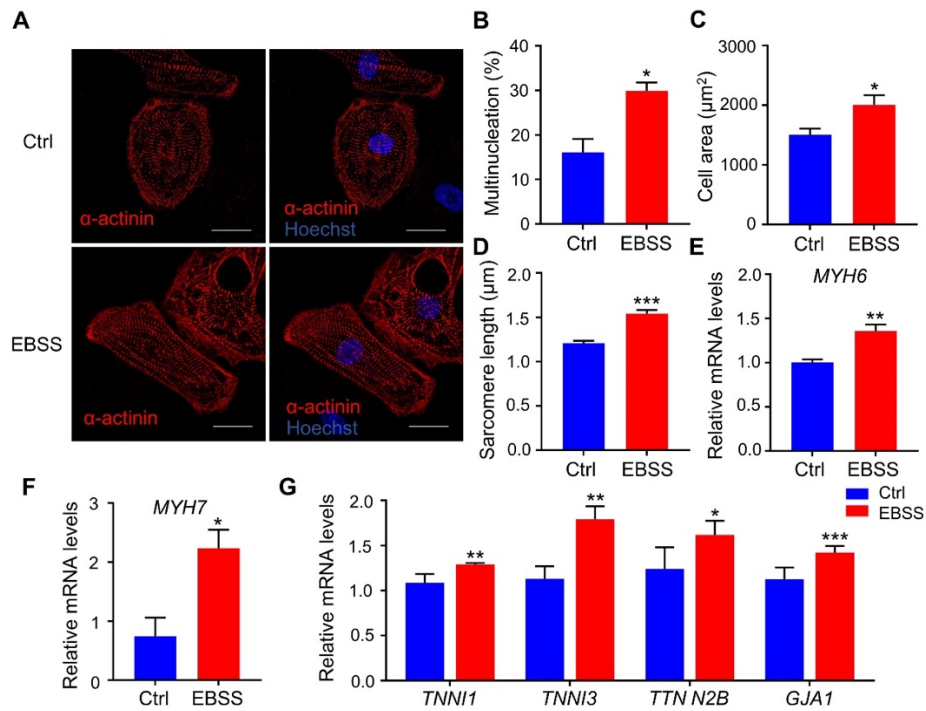 A
Ctrl
α-actinin
α-actinin
Hoechst
EBSS
α-actinin
α-actinin
Hoechst
B
Multinucleation (%)
40
30
20
10
0
*
Ctrl
EBSS
C
Cell area (µm²)
3000
2000
1000
0
*
Ctrl
EBSS
D
Sarcomere length (µm)
2.0
1.5
1.0
0.5
0.0
***
Ctrl
EBSS
E
MYH6
Relative mRNA levels
2.0
1.5
1.0
0.5
0.0
**
Ctrl
EBSS
F
MYH7
Relative mRNA levels
3
2
1
0
*
Ctrl
EBSS
G
Relative mRNA levels
2.0
1.5
1.0
0.5
0.0
**
**
*
***
TNNI1
TNNI3
TTN N2B
GJA1
Ctrl
EBSS